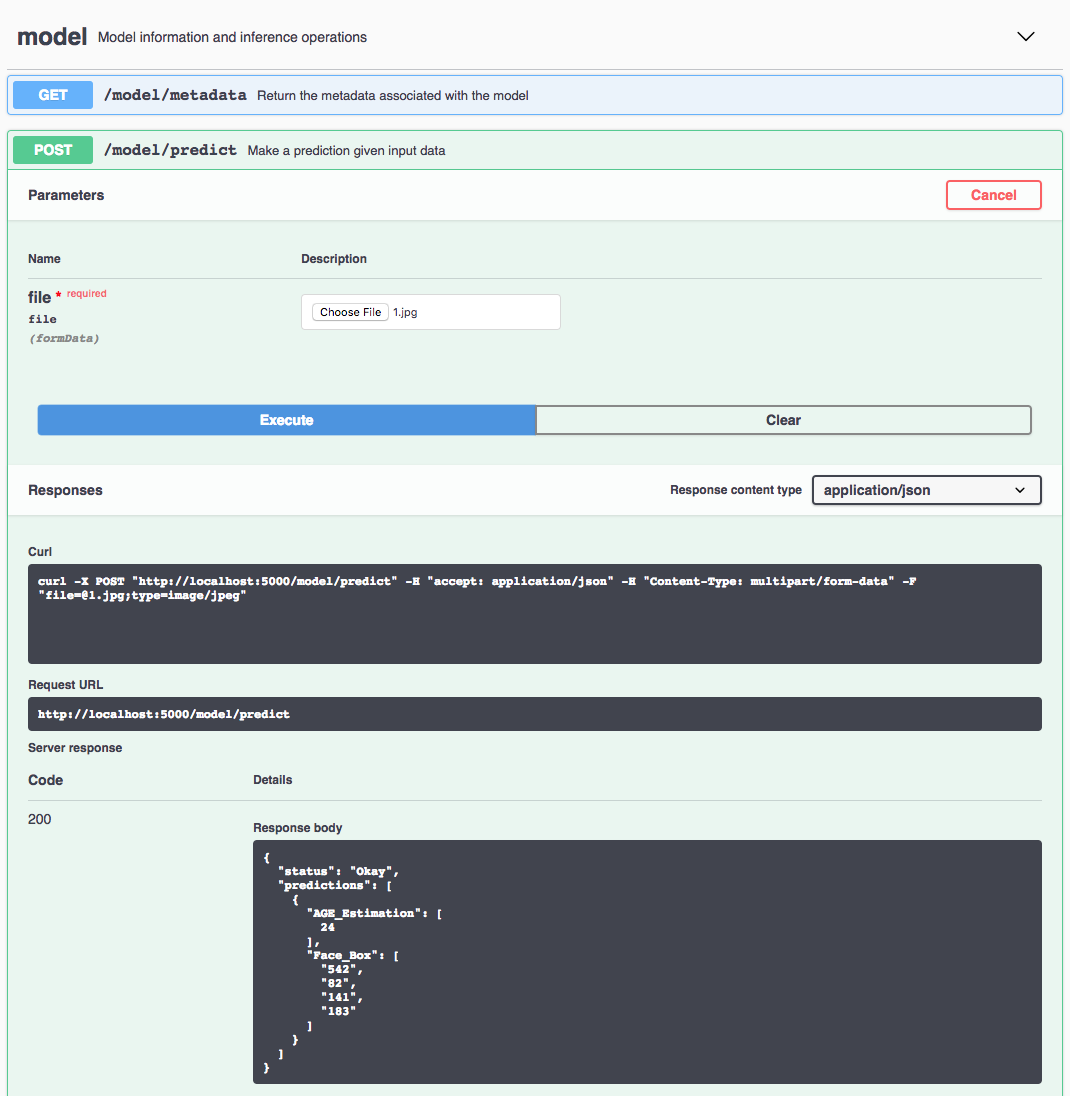 model Model information and inference operations
GET /model/metadata Return the metadata associated with the model
POST /model/predict Make a prediction given input data
Parameters Cancel
Name Description
file * required
file
(formData)
Choose File 1.jpg
Execute Clear
Responses Response content type application/json
Curl
curl -X POST "http://localhost:5000/model/predict" -H "accept: application/json" -H "Content-Type: multipart/form-data" -F
"file=@1.jpg;type=image/jpeg"
Request URL
http://localhost:5000/model/predict
Server response
Code Details
200
Response body
{
  "status": "Okay",
  "predictions": [
    {
      "AGE_Estimation": [
        24
      ],
      "Face_Box": [
        "542",
        "82",
        "141",
        "183"
      ]
    }
  ]
}